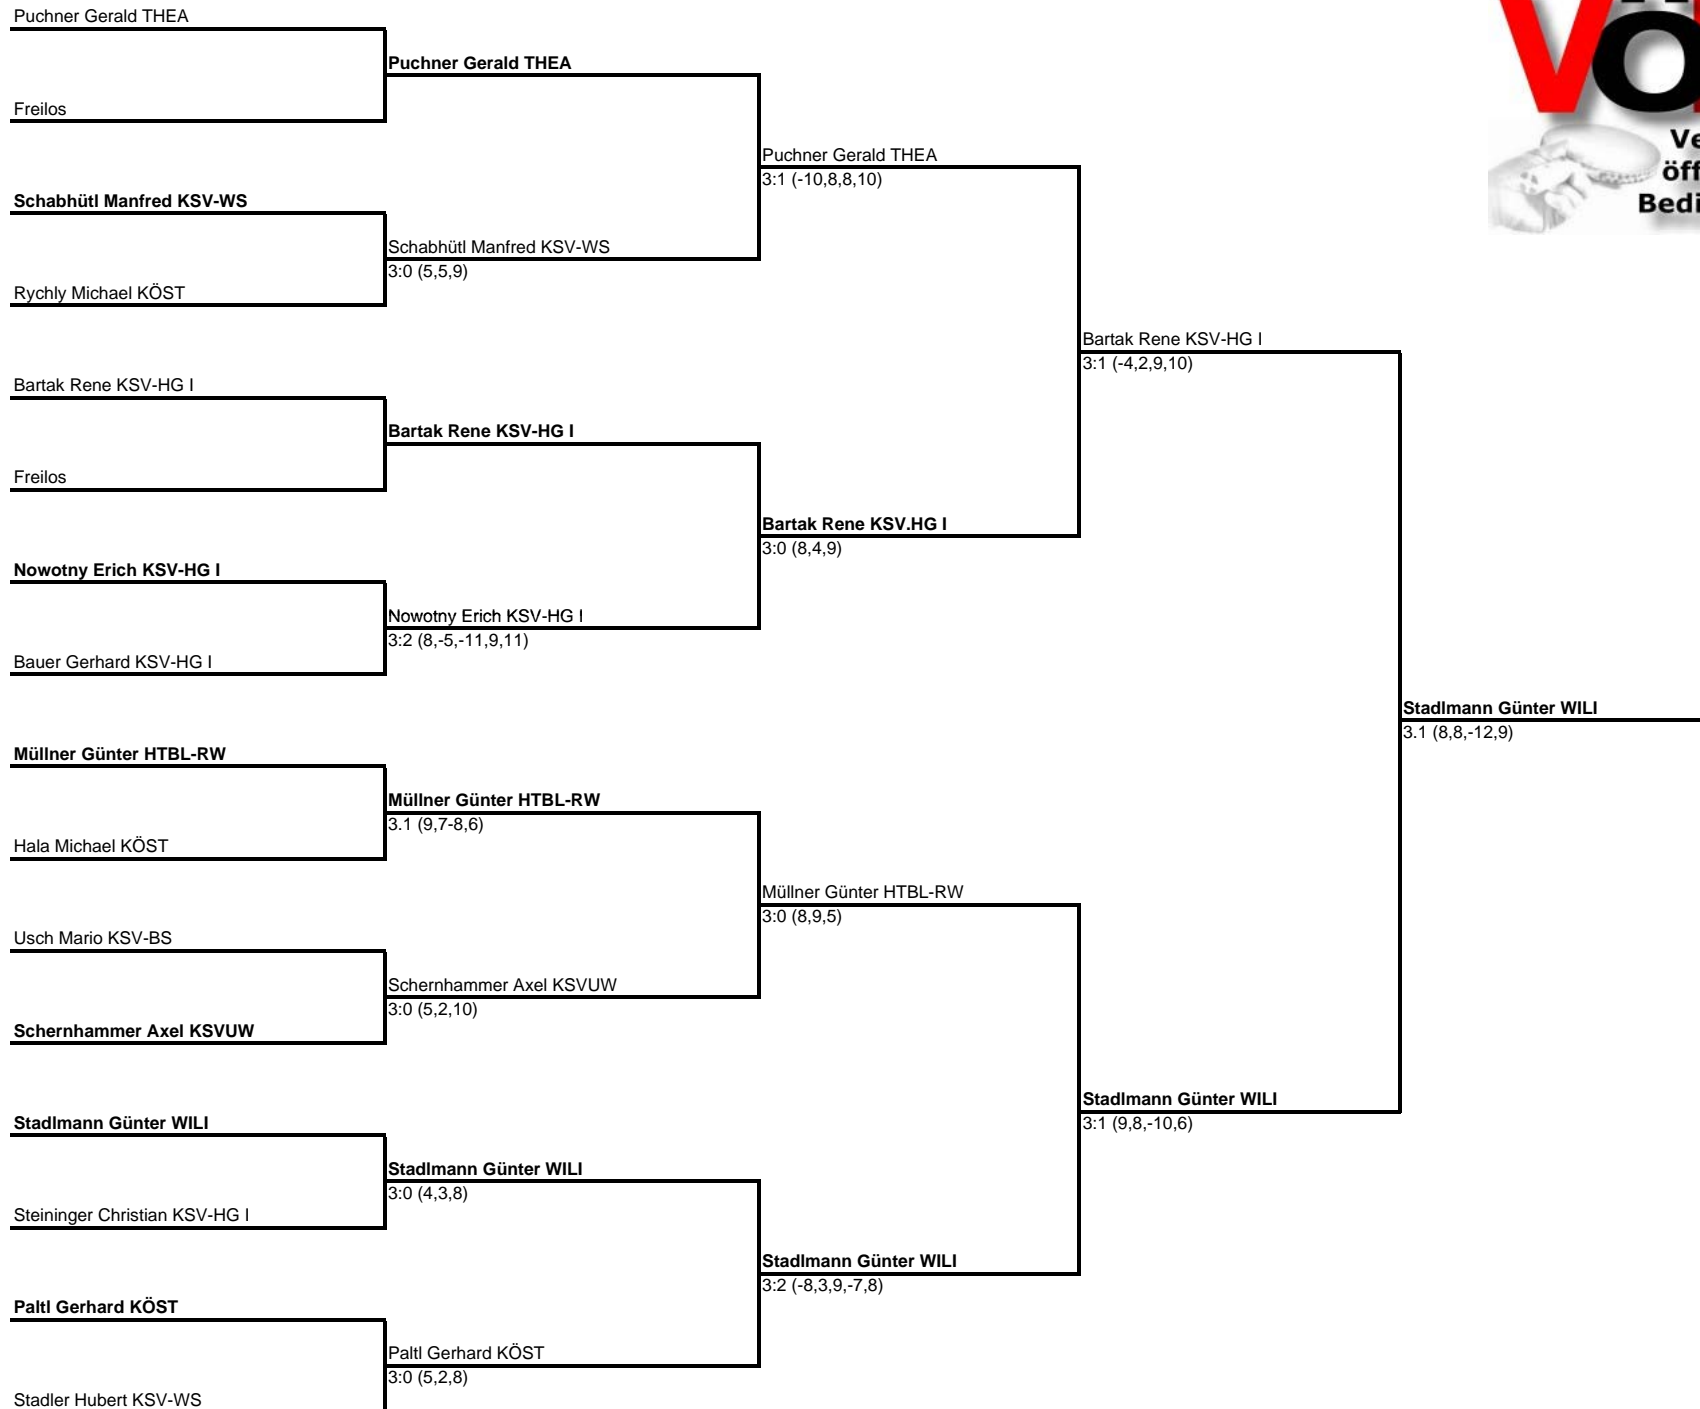 Puchner Gerald THEA
Puchner Gerald THEA
Freilos
Puchner Gerald THEA
3:1 (-10,8,8,10)
Schabhütl Manfred KSV-WS
Schabhütl Manfred KSV-WS
3:0 (5,5,9)
Rychly Michael KÖST
Bartak Rene KSV-HG I
3:1 (-4,2,9,10)
Bartak Rene KSV-HG I
Bartak Rene KSV-HG I
Freilos
Bartak Rene KSV.HG I
3:0 (8,4,9)
Nowotny Erich KSV-HG I
Nowotny Erich KSV-HG I
3:2 (8,-5,-11,9,11)
Bauer Gerhard KSV-HG I
Stadlmann Günter WILI
3.1 (8,8,-12,9)
Müllner Günter HTBL-RW
Müllner Günter HTBL-RW
3.1 (9,7-8,6)
Hala Michael KÖST
Müllner Günter HTBL-RW
3:0 (8,9,5)
Usch Mario KSV-BS
Schernhammer Axel KSVUW
3:0 (5,2,10)
Schernhammer Axel KSVUW
Stadlmann Günter WILI
3:1 (9,8,-10,6)
Stadlmann Günter WILI
Stadlmann Günter WILI
3:0 (4,3,8)
Steininger Christian KSV-HG I
Stadlmann Günter WILI
3:2 (-8,3,9,-7,8)
Paltl Gerhard KÖST
Paltl Gerhard KÖST
3:0 (5,2,8)
Stadler Hubert KSV-WS
VÖ
Ve
öff
Bedi